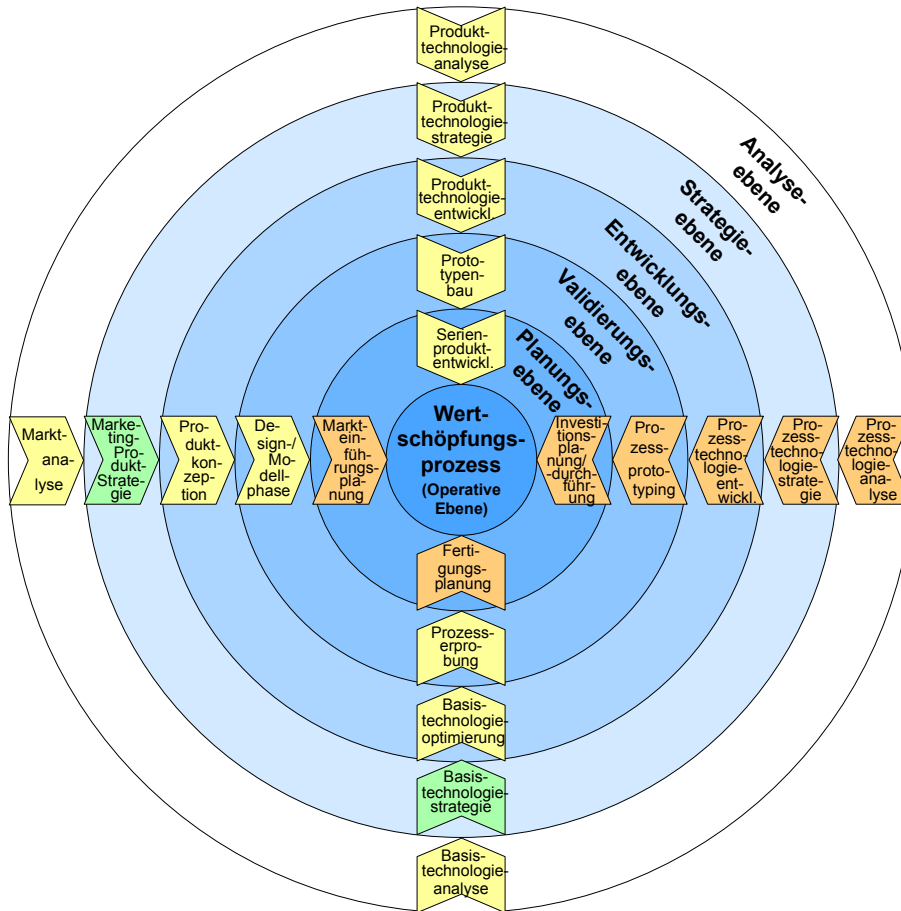 Produkt-
technologie-
analyse
Produkt-
technologie-
strategie
Produkt-
technologie-
entwickl.
Proto-
typen-
bau
Serien-
produkt-
entwickl.
Analyse-
ebene
Strategie-
ebene
Entwicklungs-
ebene
Validierungs-
ebene
Planungs-
ebene
Markt-
ana-
lyse
Marke-
ting-
Pro-
dukt-
Strate-
gie
Pro-
dukt-
konzep-
tion
De-
sign-/
Mo-
dell-
phase
Markt-
ein-
füh-
rungs-
pla-
nung
Wert-
schöpfungs-
prozess
(Operative
Ebene)
Investi-
tions-
pla-
nung/
-durch-
führung
Pro-
zess-
proto-
typing
Pro-
zess-
techno-
logie-
ent-
wickl.
Pro-
zess-
techno-
logie-
strate-
gie
Pro-
zess-
techno-
logie-
ana-
lyse
Ferti-
gungs-
planung
Prozess-
erpro-
bung
Basis-
technologie-
optimierung
Basis-
technologie-
strategie
Basis-
technologie-
analyse